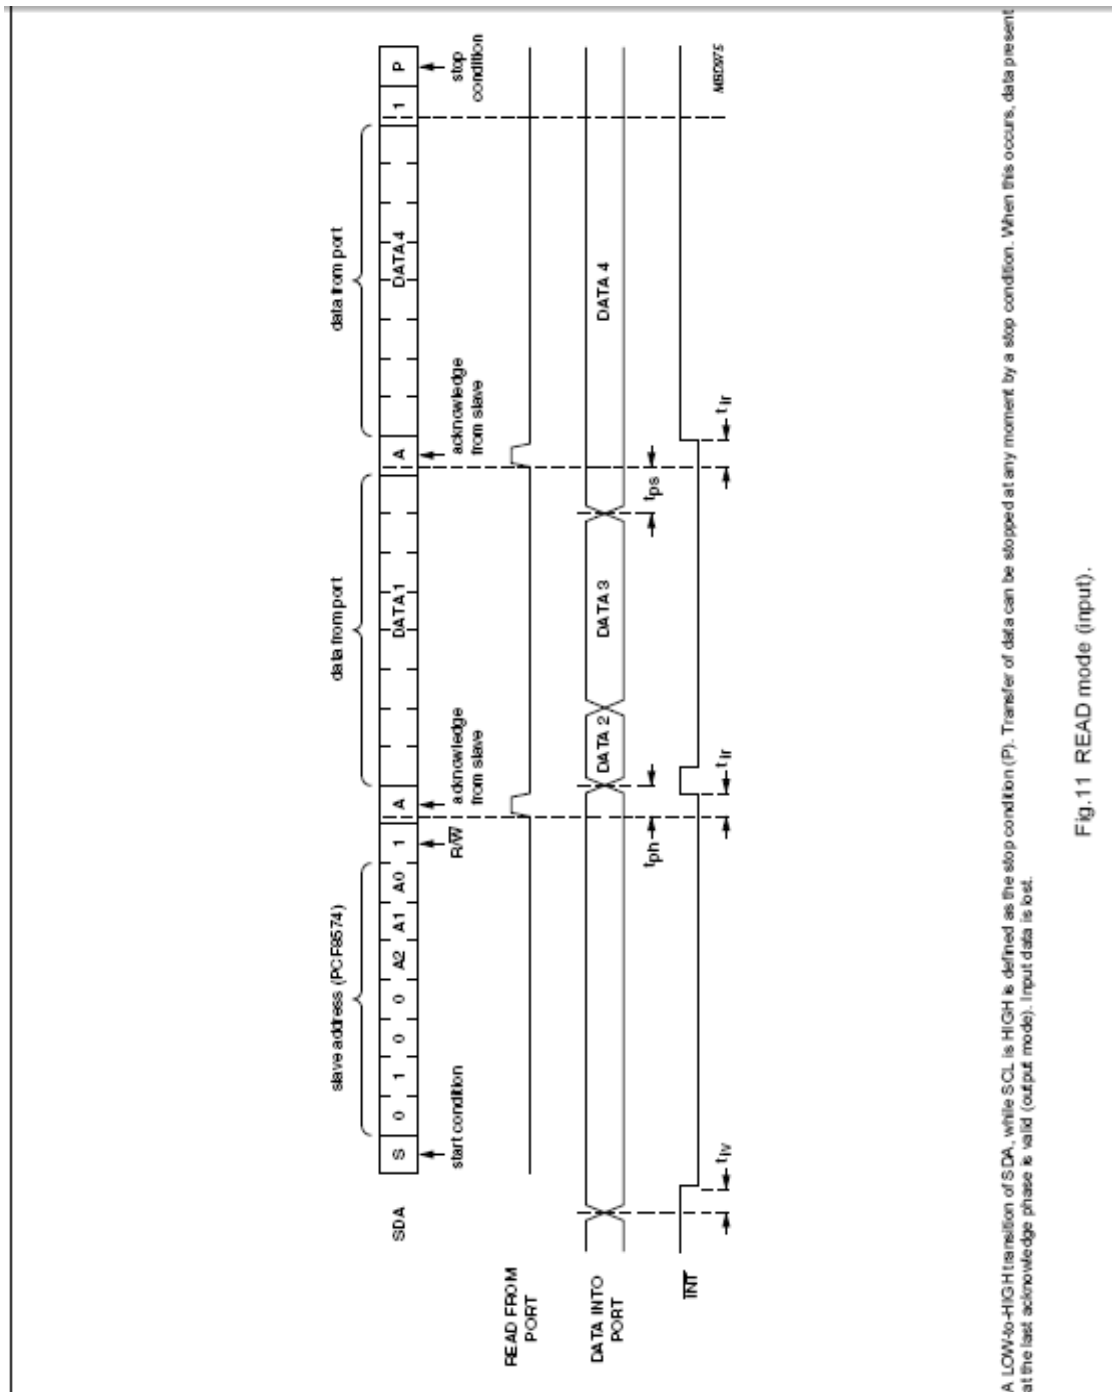 slave address (PCF8574)
data from port
data from port
SDA
S
0
1
0
0
A2
A1
A0
1
A
DATA 1
A
DATA 4
1
P
start condition
R/W
acknowledge
from slave
acknowledge
from slave
stop
condition
READ FROM
PORT
DATA INTO
PORT
DATA 2
DATA 3
DATA 4
tph
tps
INT
tiv
tir
tir
MBD975
A LOW-to-HIGH transition of SDA, while SCL is HIGH is defined as the stop condition (P). Transfer of data can be stopped at any moment by a stop condition. When this occurs, data present
at the last acknowledge phase is valid (output mode). Input data is lost.
Fig.11 READ mode (input).